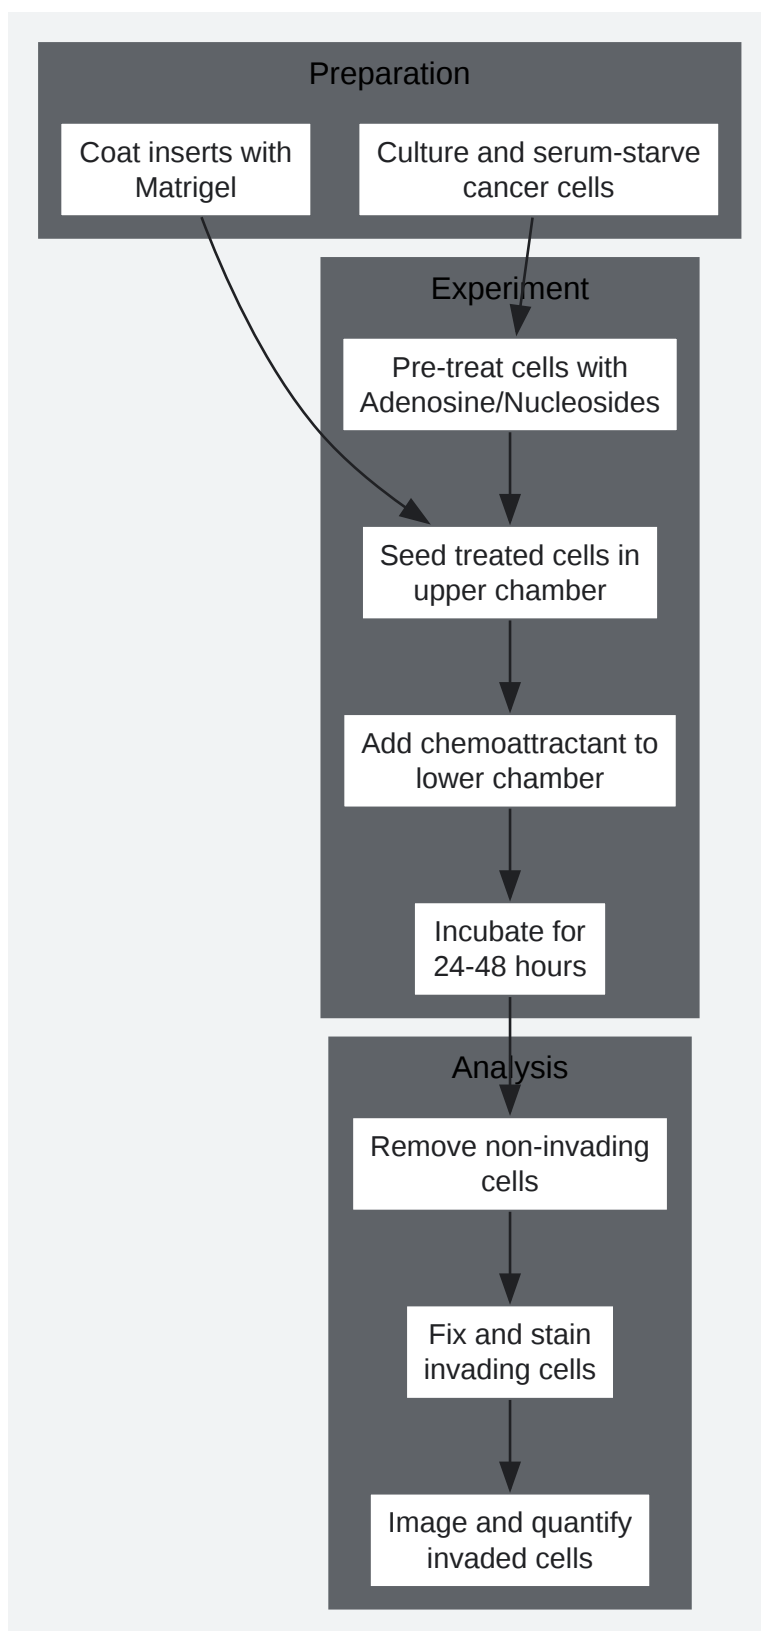 Preparation
Coat inserts with
Matrigel
Culture and serum-starve
cancer cells
Experiment
Pre-treat cells with
Adenosine/Nucleosides
Seed treated cells in
upper chamber
Add chemoattractant to
lower chamber
Incubate for
24-48 hours
Analysis
Remove non-invading
cells
Fix and stain
invading cells
Image and quantify
invaded cells